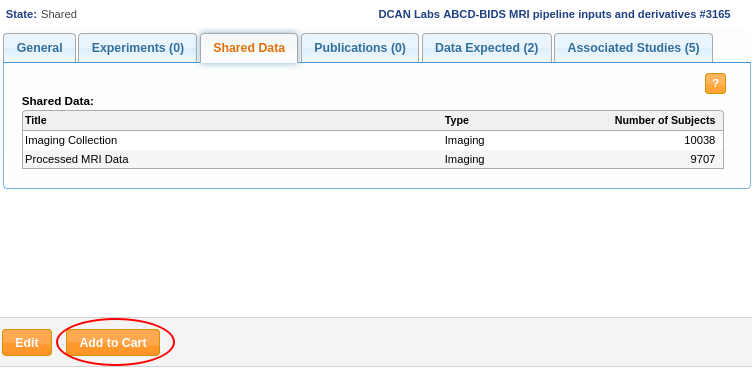 State: Shared DCAN Labs ABCD-BIDS MRI pipeline inputs and derivatives #3165
General Experiments (0) Shared Data Publications (0) Data Expected (2) Associated Studies (5)
?
Shared Data:
Title Type Number of Subjects
Imaging Collection Imaging 10038
Processed MRI Data Imaging 9707
Edit Add to Cart